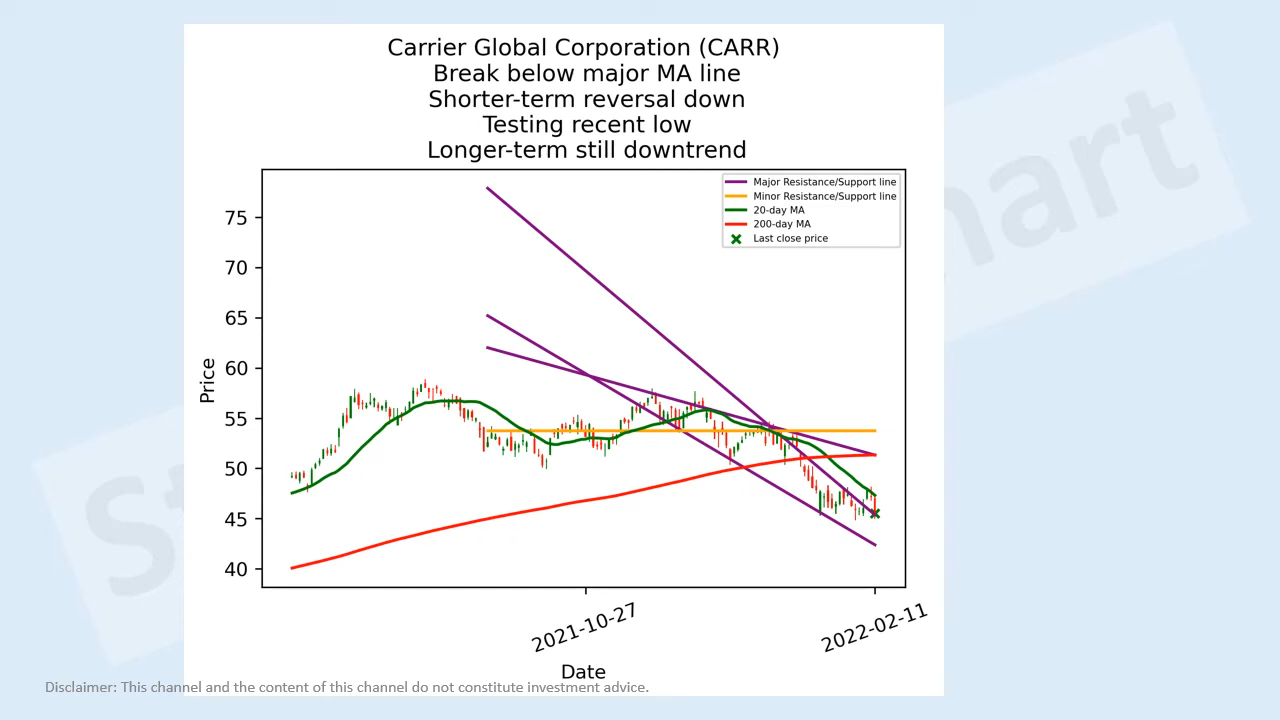 Carrier Global Corporation (CARR)
Break below major MA line
Shorter-term reversal down
Testing recent low
Longer-term still downtrend
Major Resistance/Support line
Minor Resistance/Support line
20-day MA
200-day MA
Last close price
Price
75
70
65
60
55
50
45
40
2021-10-27
2022-02-11
Date
Disclaimer: This channel and the content of this channel do not constitute investment advice.